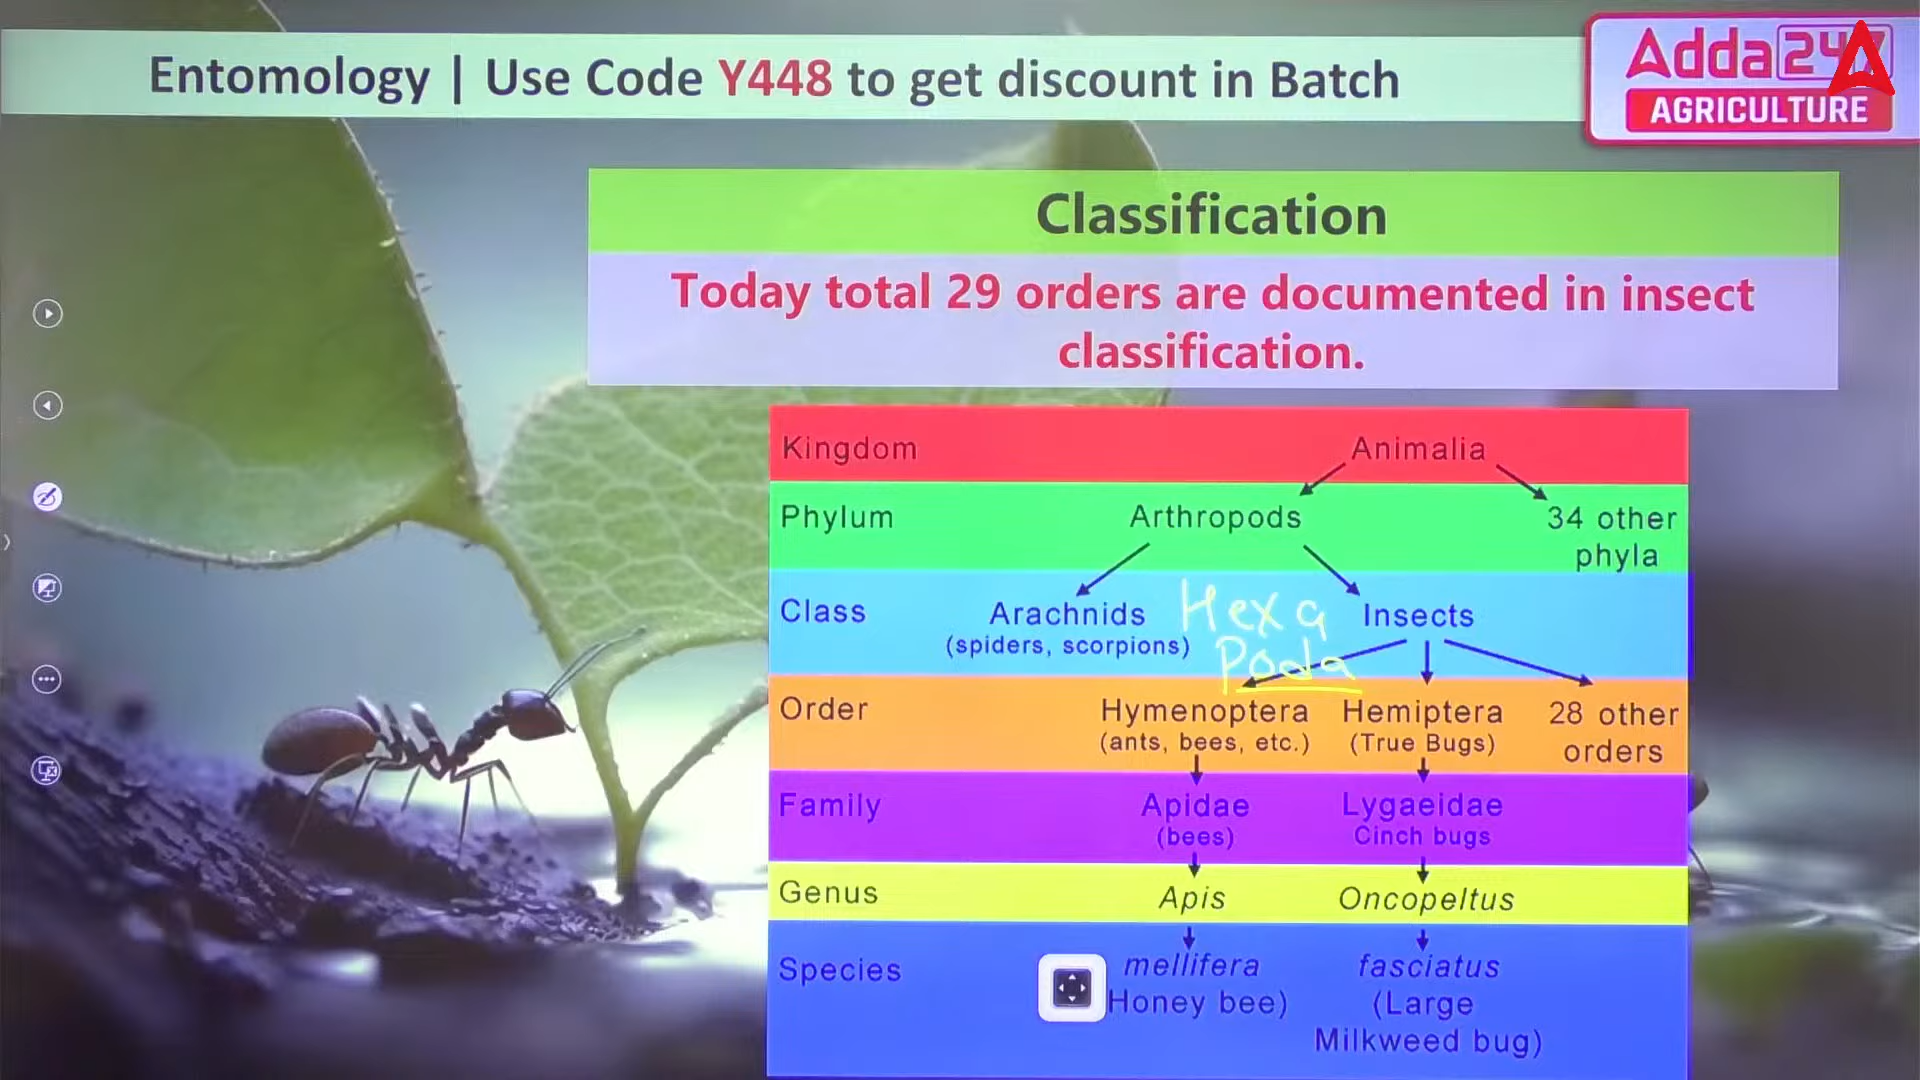 Entomology | Use Code Y448 to get discount in Batch
Adda247
AGRICULTURE
Classification
Today total 29 orders are documented in insect
classification.
Kingdom Animalia
Phylum Arthropods 34 other
phyla
Class Arachnids Hexa Insects
(spiders, scorpions) Poda
Order Hymenoptera Hemiptera 28 other
(ants, bees, etc.) (True Bugs) orders
Family Apidae Lygaeidae
(bees) Cinch bugs
Genus Apis Oncopeltus
Species mellifera fasciatus
Honey bee) (Large
Milkweed bug)